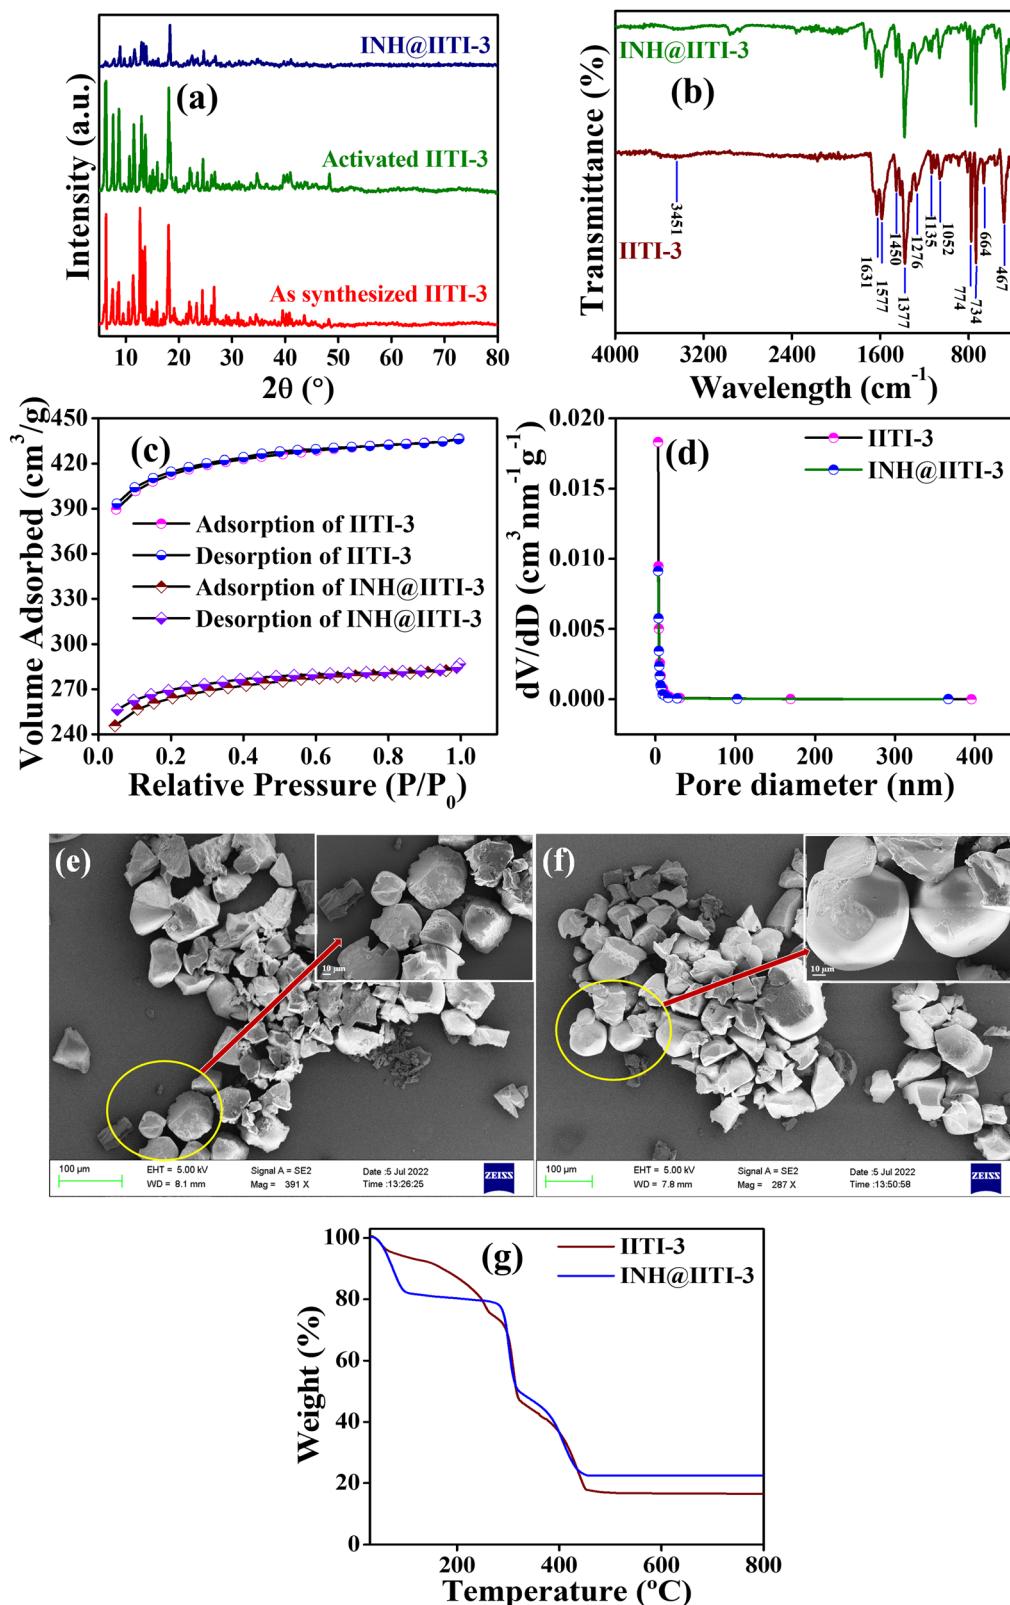 INH@IITI-3
(a)
Activated IITI-3
As synthesized IITI-3
Intensity (a.u.)
10 20 30 40 50 60 70 80
2θ (°)
INH@IITI-3
(b)
IITI-3
3451
1631
1577
1450
1377
1276
1135
1052
774
734
664
467
Transmittance (%)
4000 3200 2400 1600 800
Wavelength (cm-1)
450
420
390
360
330
300
270
240
(c)
Adsorption of IITI-3
Desorption of IITI-3
Adsorption of INH@IITI-3
Desorption of INH@IITI-3
Volume Adsorbed (cm3/g)
0.0 0.2 0.4 0.6 0.8 1.0
Relative Pressure (P/P0)
0.020
0.015
0.010
0.005
0.000
(d)
IITI-3
INH@IITI-3
dV/dD (cm3 nm-1g-1)
0 100 200 300 400
Pore diameter (nm)
(e)
10 µm
100 µm
EHT = 5.00 kV
WD = 8.1 mm
Signal A = SE2
Mag = 391 X
Date :5 Jul 2022
Time :13:26:25
ZEISS
(f)
10 µm
100 µm
EHT = 5.00 kV
WD = 7.8 mm
Signal A = SE2
Mag = 287 X
Date :5 Jul 2022
Time :13:50:58
ZEISS
100
80
60
40
20
0
(g)
IITI-3
INH@IITI-3
Weight (%)
200 400 600 800
Temperature (ºC)